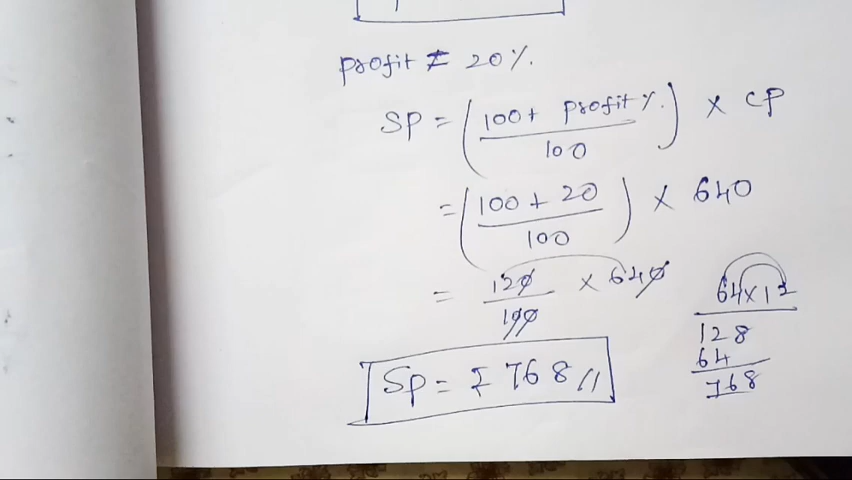 profit = 20%.
SP = (100 + profit% / 100) × CP
= (100 + 20 / 100) × 640
= 120 / 100 × 640
64×12
128
64
768
SP = ₹ 768 //